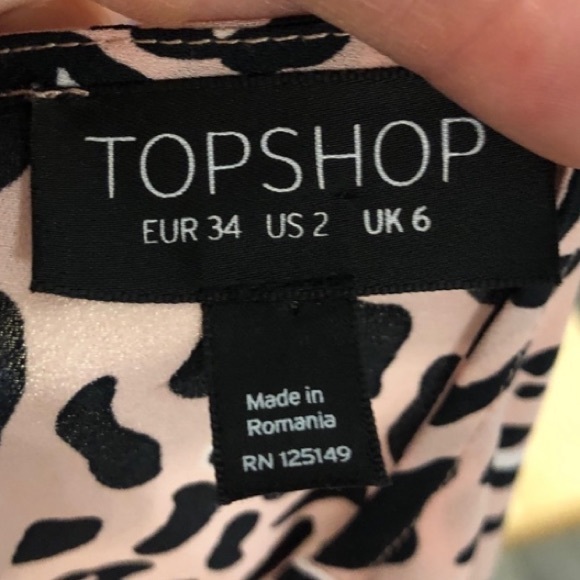 TOPSHOP
EUR 34 US 2 UK 6
Made in
Romania
RN 125149